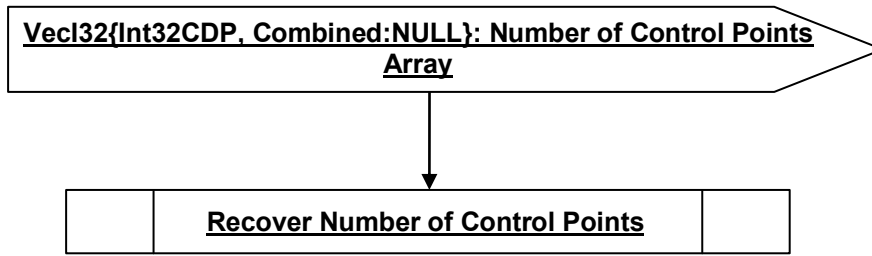 VecI32{Int32CDP, Combined:NULL}: Number of Control Points
Array
Recover Number of Control Points